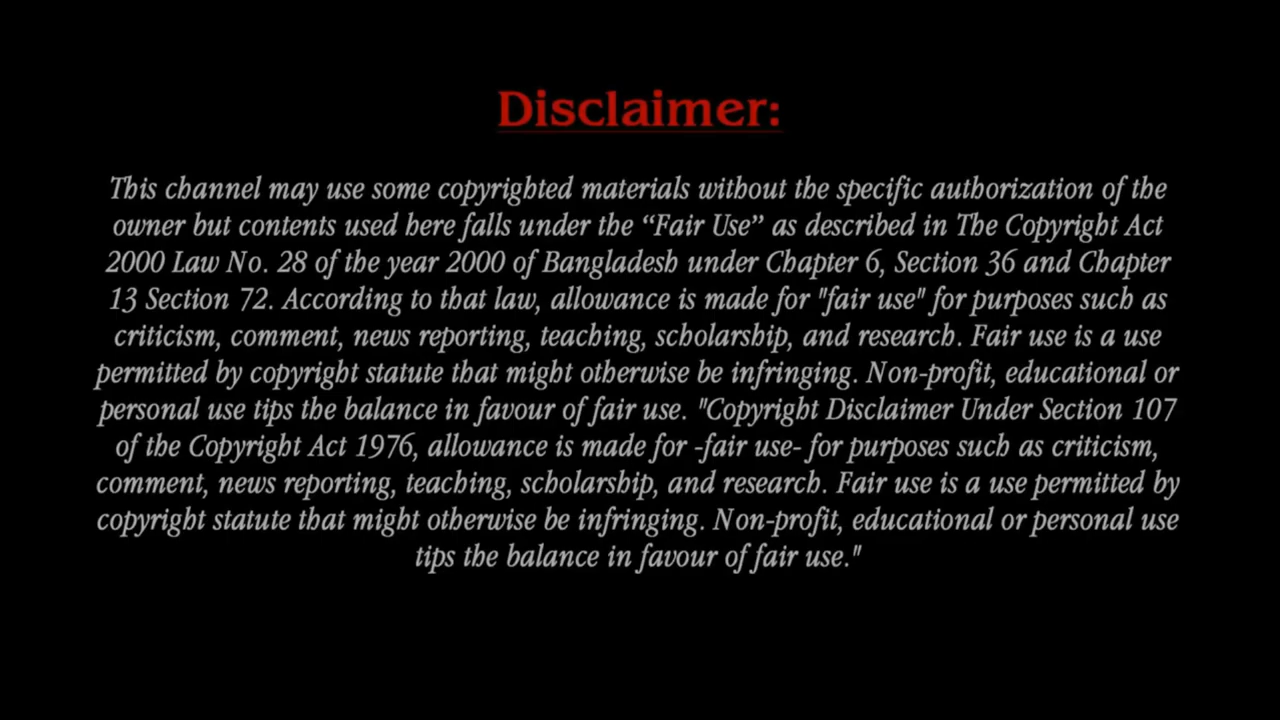 Disclaimer:
This channel may use some copyrighted materials without the specific authorization of the
owner but contents used here falls under the “Fair Use” as described in The Copyright Act
2000 Law No. 28 of the year 2000 of Bangladesh under Chapter 6, Section 36 and Chapter
13 Section 72. According to that law, allowance is made for "fair use" for purposes such as
criticism, comment, news reporting, teaching, scholarship, and research. Fair use is a use
permitted by copyright statute that might otherwise be infringing. Non-profit, educational or
personal use tips the balance in favour of fair use. "Copyright Disclaimer Under Section 107
of the Copyright Act 1976, allowance is made for -fair use- for purposes such as criticism,
comment, news reporting, teaching, scholarship, and research. Fair use is a use permitted by
copyright statute that might otherwise be infringing. Non-profit, educational or personal use
tips the balance in favour of fair use."